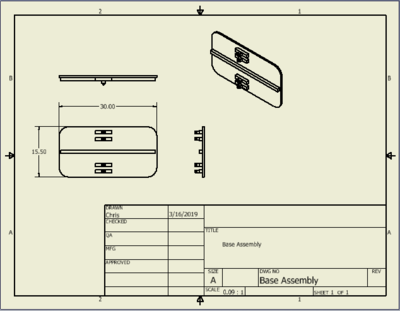 2
1
B
B
30.00
15.50
A
A
DRAWN
Chris
3/16/2019
CHECKED
QA
MFG
APPROVED
TITLE
Base Assembly
SIZE
A
DWG NO
Base Assembly
REV
SCALE
0.09 : 1
SHEET 1 OF 1
2
1